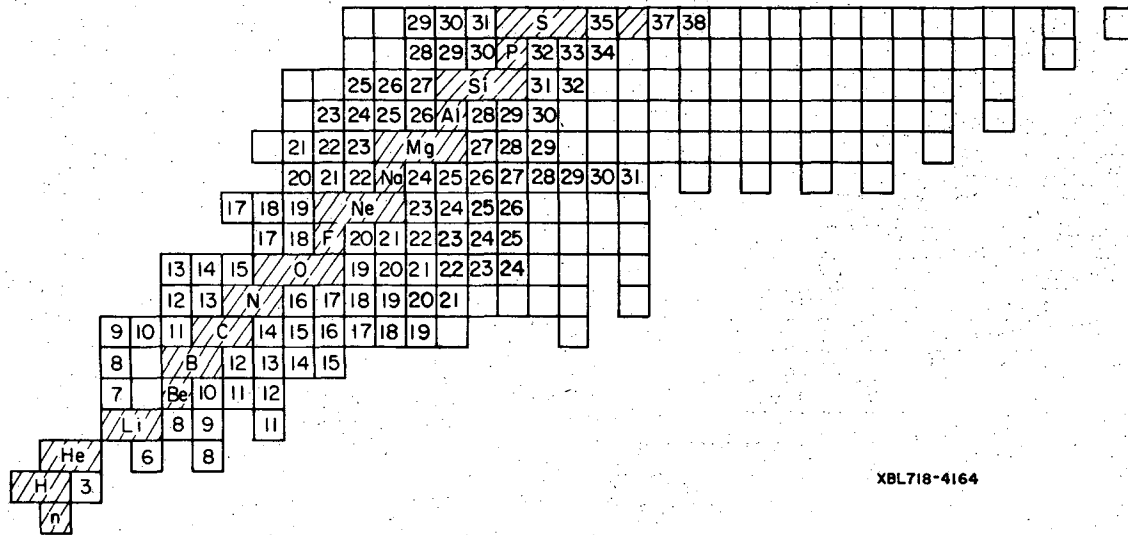 29 30 31 S 35 37 38
28 29 30 P 32 33 34
25 26 27 Si 31 32
23 24 25 26 Al 28 29 30
21 22 23 Mg 27 28 29
20 21 22 Na 24 25 26 27 28 29 30 31
17 18 19 Ne 23 24 25 26
17 18 F 20 21 22 23 24 25
13 14 15 O 19 20 21 22 23 24
12 13 N 16 17 18 19 20 21
9 10 11 C 14 15 16 17 18 19
8 B 12 13 14 15
7 Be 10 11 12
Li 8 9 11
He 6 8
H 3
n
XBL718-4164